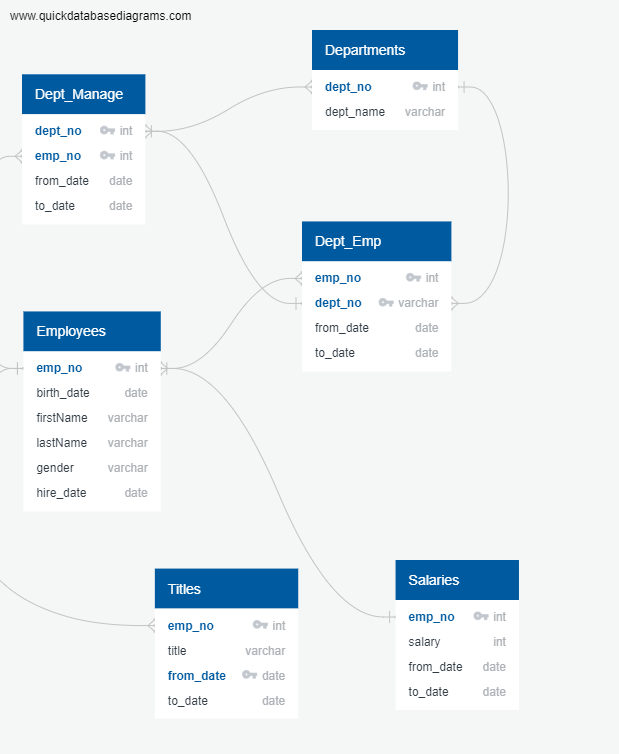 www.quickdatabasediagrams.com
Departments
dept_no int
dept_name varchar
Dept_Manage
dept_no int
emp_no int
from_date date
to_date date
Dept_Emp
emp_no int
dept_no varchar
from_date date
to_date date
Employees
emp_no int
birth_date date
firstName varchar
lastName varchar
gender varchar
hire_date date
Titles
emp_no int
title varchar
from_date date
to_date date
Salaries
emp_no int
salary int
from_date date
to_date date